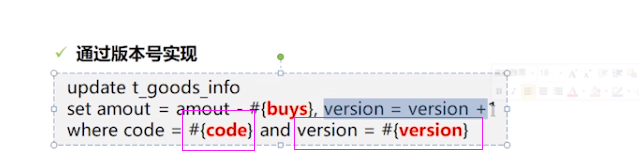 ✓ 通过版本号实现
update t_goods_info
set amout = amout - #{buys}, version = version +1
where code = #{code} and version = #{version}